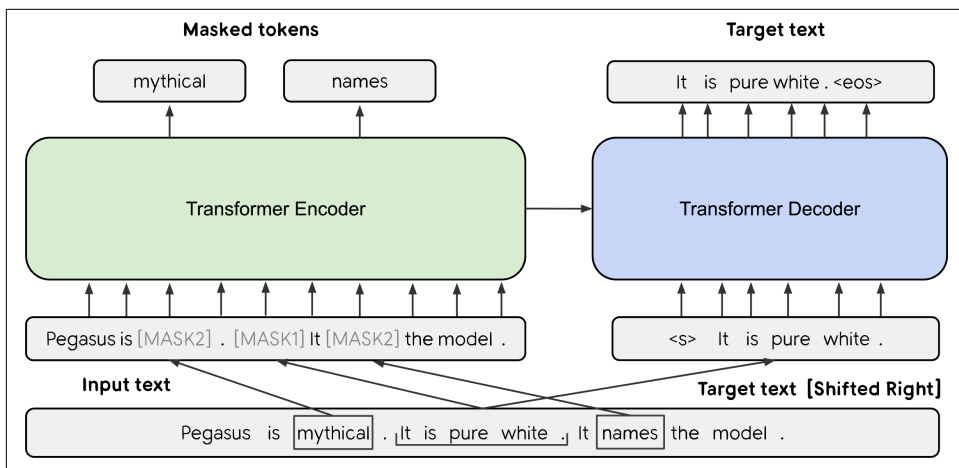 Masked tokens
Target text
mythical
names
It is pure white . <eos>
Transformer Encoder
Transformer Decoder
Pegasus is [MASK2] . [MASK1] It [MASK2] the model .
<s> It is pure white .
Input text
Target text [Shifted Right]
Pegasus is mythical . It is pure white . It names the model .